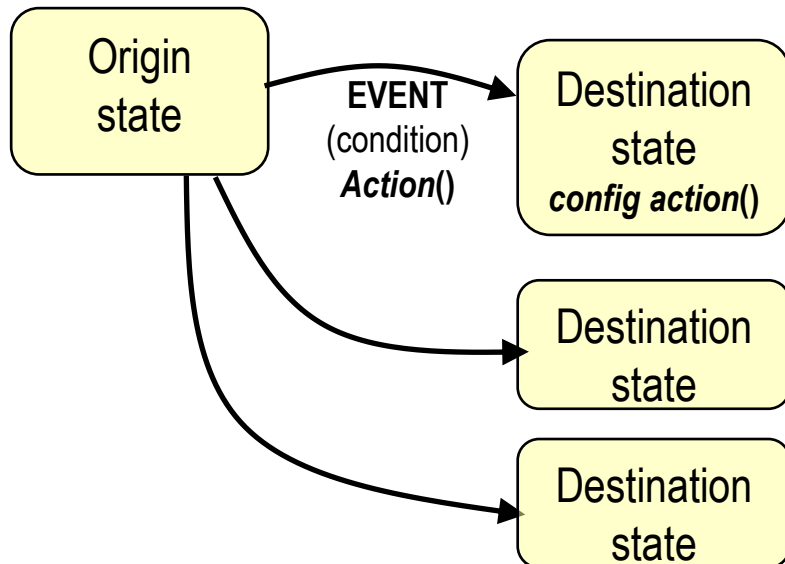 Origin
state
EVENT
(condition)
Action()
Destination
state
config action()
Destination
state
Destination
state